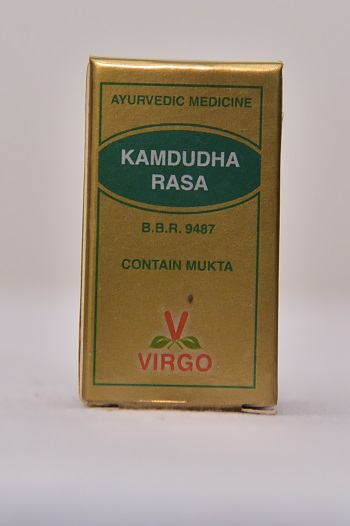 AYURVEDIC MEDICINE
KAMDUDHA
RASA
B.B.R. 9487
CONTAIN MUKTA
V
VIRGO